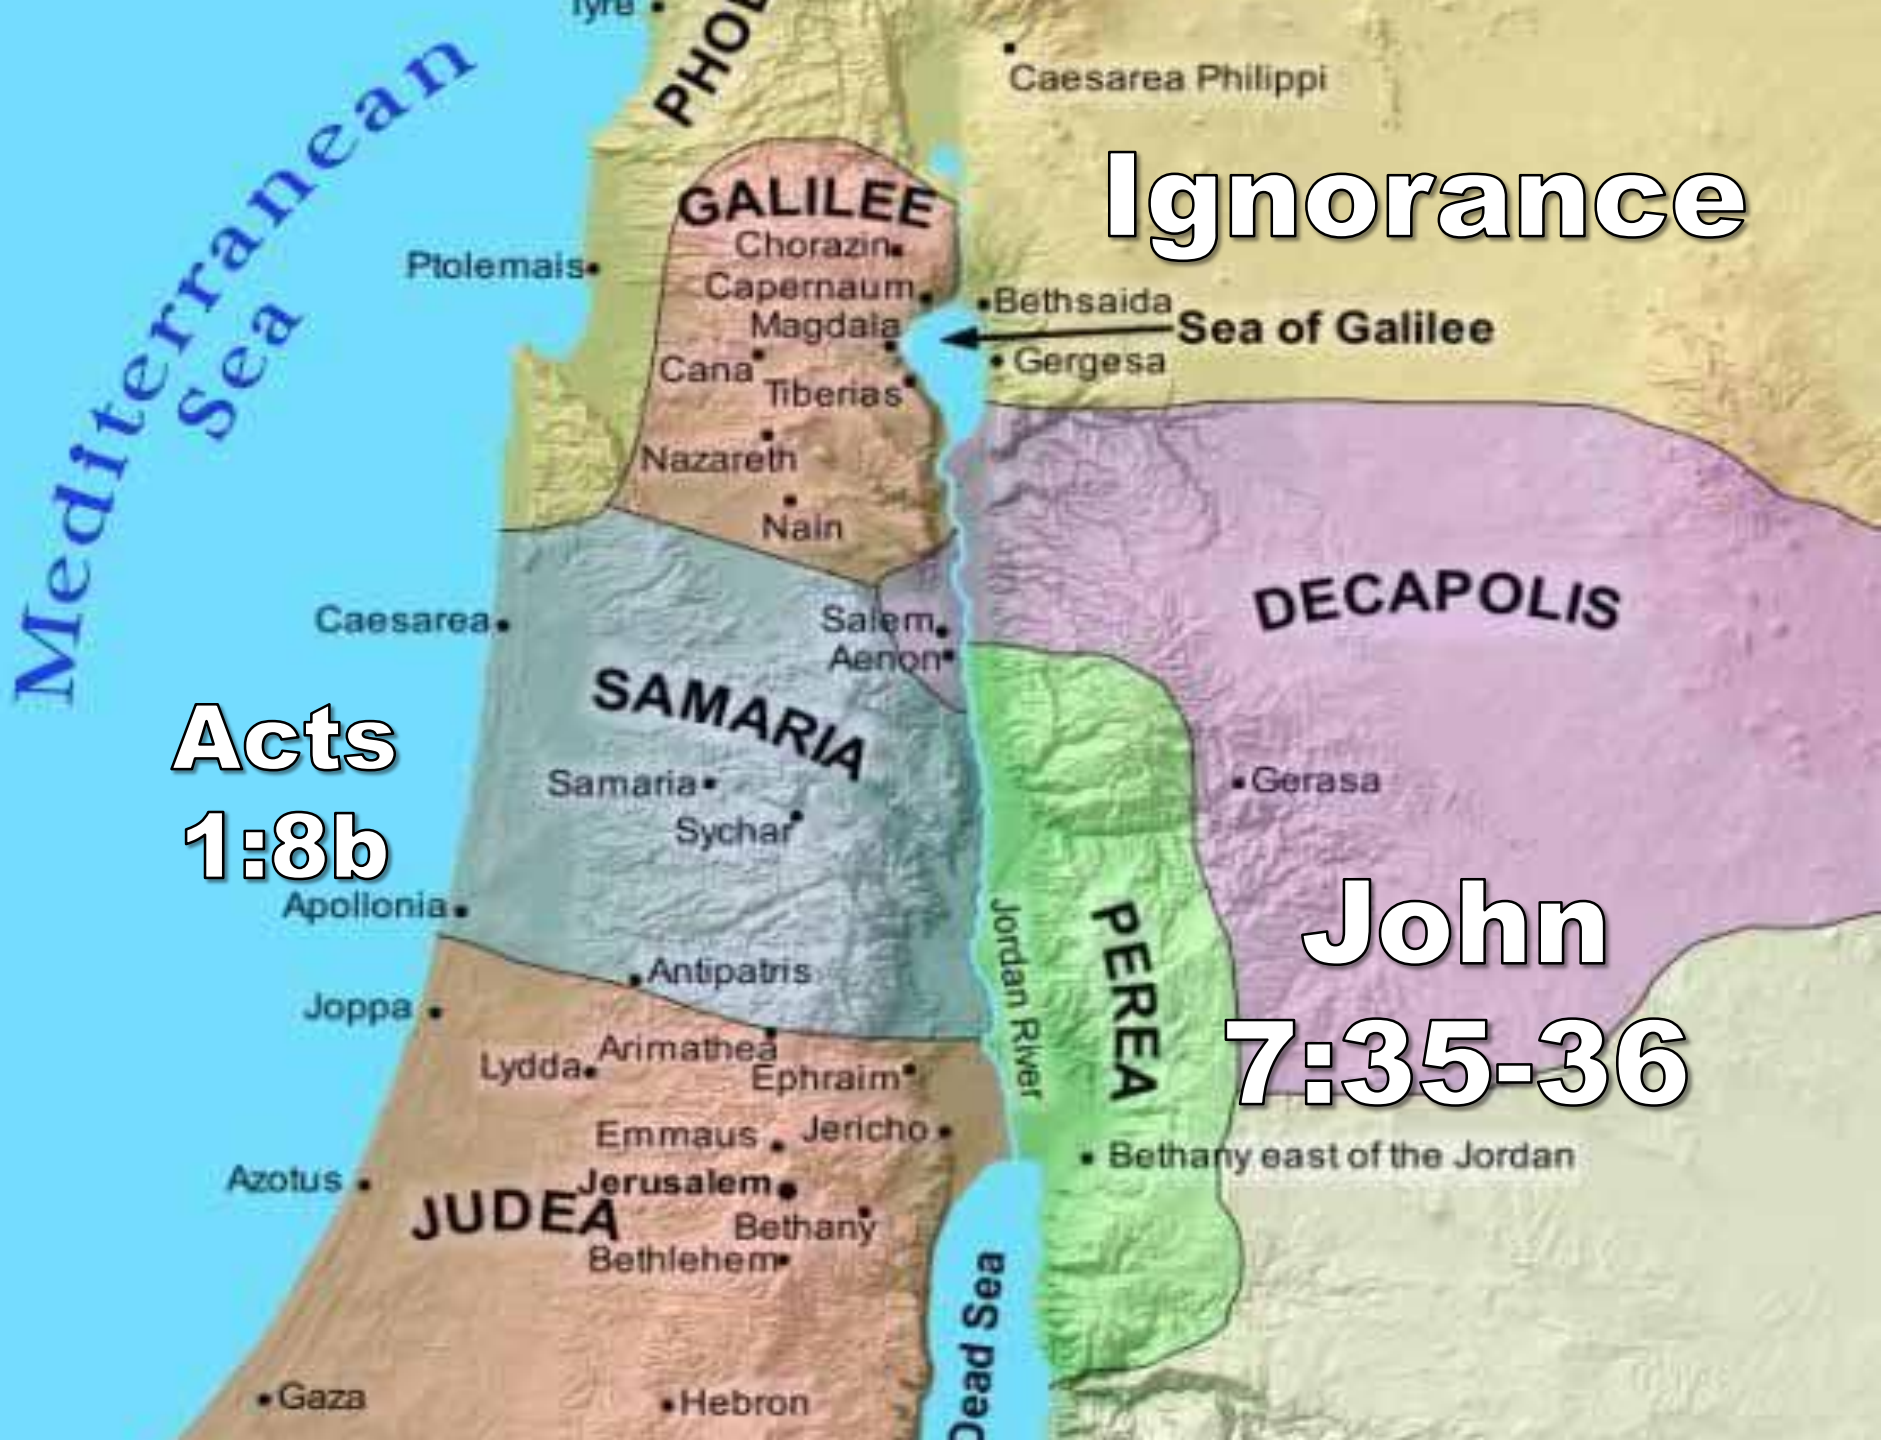 Tyre
Caesarea Philippi
Mediterranean
Sea
GALILEE
Ignorance
Chorazin
Ptolemais
Capernaum
Bethsaida
Magdala
Sea of Galilee
Cana
Gergesa
Tiberias
Nazareth
Nain
DECAPOLIS
Caesarea
Salem
Aenon
SAMARIA
Acts
1:8b
Samaria
Gerasa
Sychar
Apollonia
Jordan River
PEREA
John
7:35-36
Antipatris
Joppa
Arimathea
Lydda
Ephraim
Emmaus
Jericho
Bethany east of the Jordan
Azotus
Jerusalem
JUDEA
Bethany
Bethlehem
Dead Sea
Gaza
Hebron